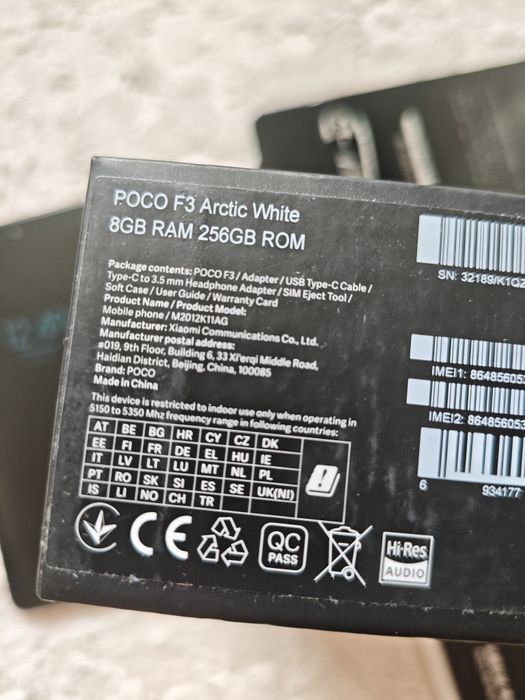 POCO F3 Arctic White
8GB RAM 256GB ROM
Package contents: POCO F3 / Adapter / USB Type-C Cable /
Type-C to 3.5 mm Headphone Adapter / SIM Eject Tool /
Soft Case / User Guide / Warranty Card
Product Name / Product Model:
Mobile phone / M2012K11AG
Manufacturer: Xiaomi Communications Co., Ltd.
Manufacturer postal address:
#019, 9th Floor, Building 6, 33 Xi'erqi Middle Road,
Haidian District, Beijing, China, 100085
Brand: POCO
Made in China
This device is restricted to indoor use only when operating in
5150 to 5350 Mhz frequency range in following countries:
AT BE BG HR CY CZ DK
EE FI FR DE EL HU IE
IT LV LT LU MT NL PL
PT RO SK SI ES SE UK(NI)
IS LI NO CH TR
CE
QC
PASS
Hi-Res
AUDIO
SN: 32189/K1QZ
IMEI1: 864856053
IMEI2: 86485605
6 934177